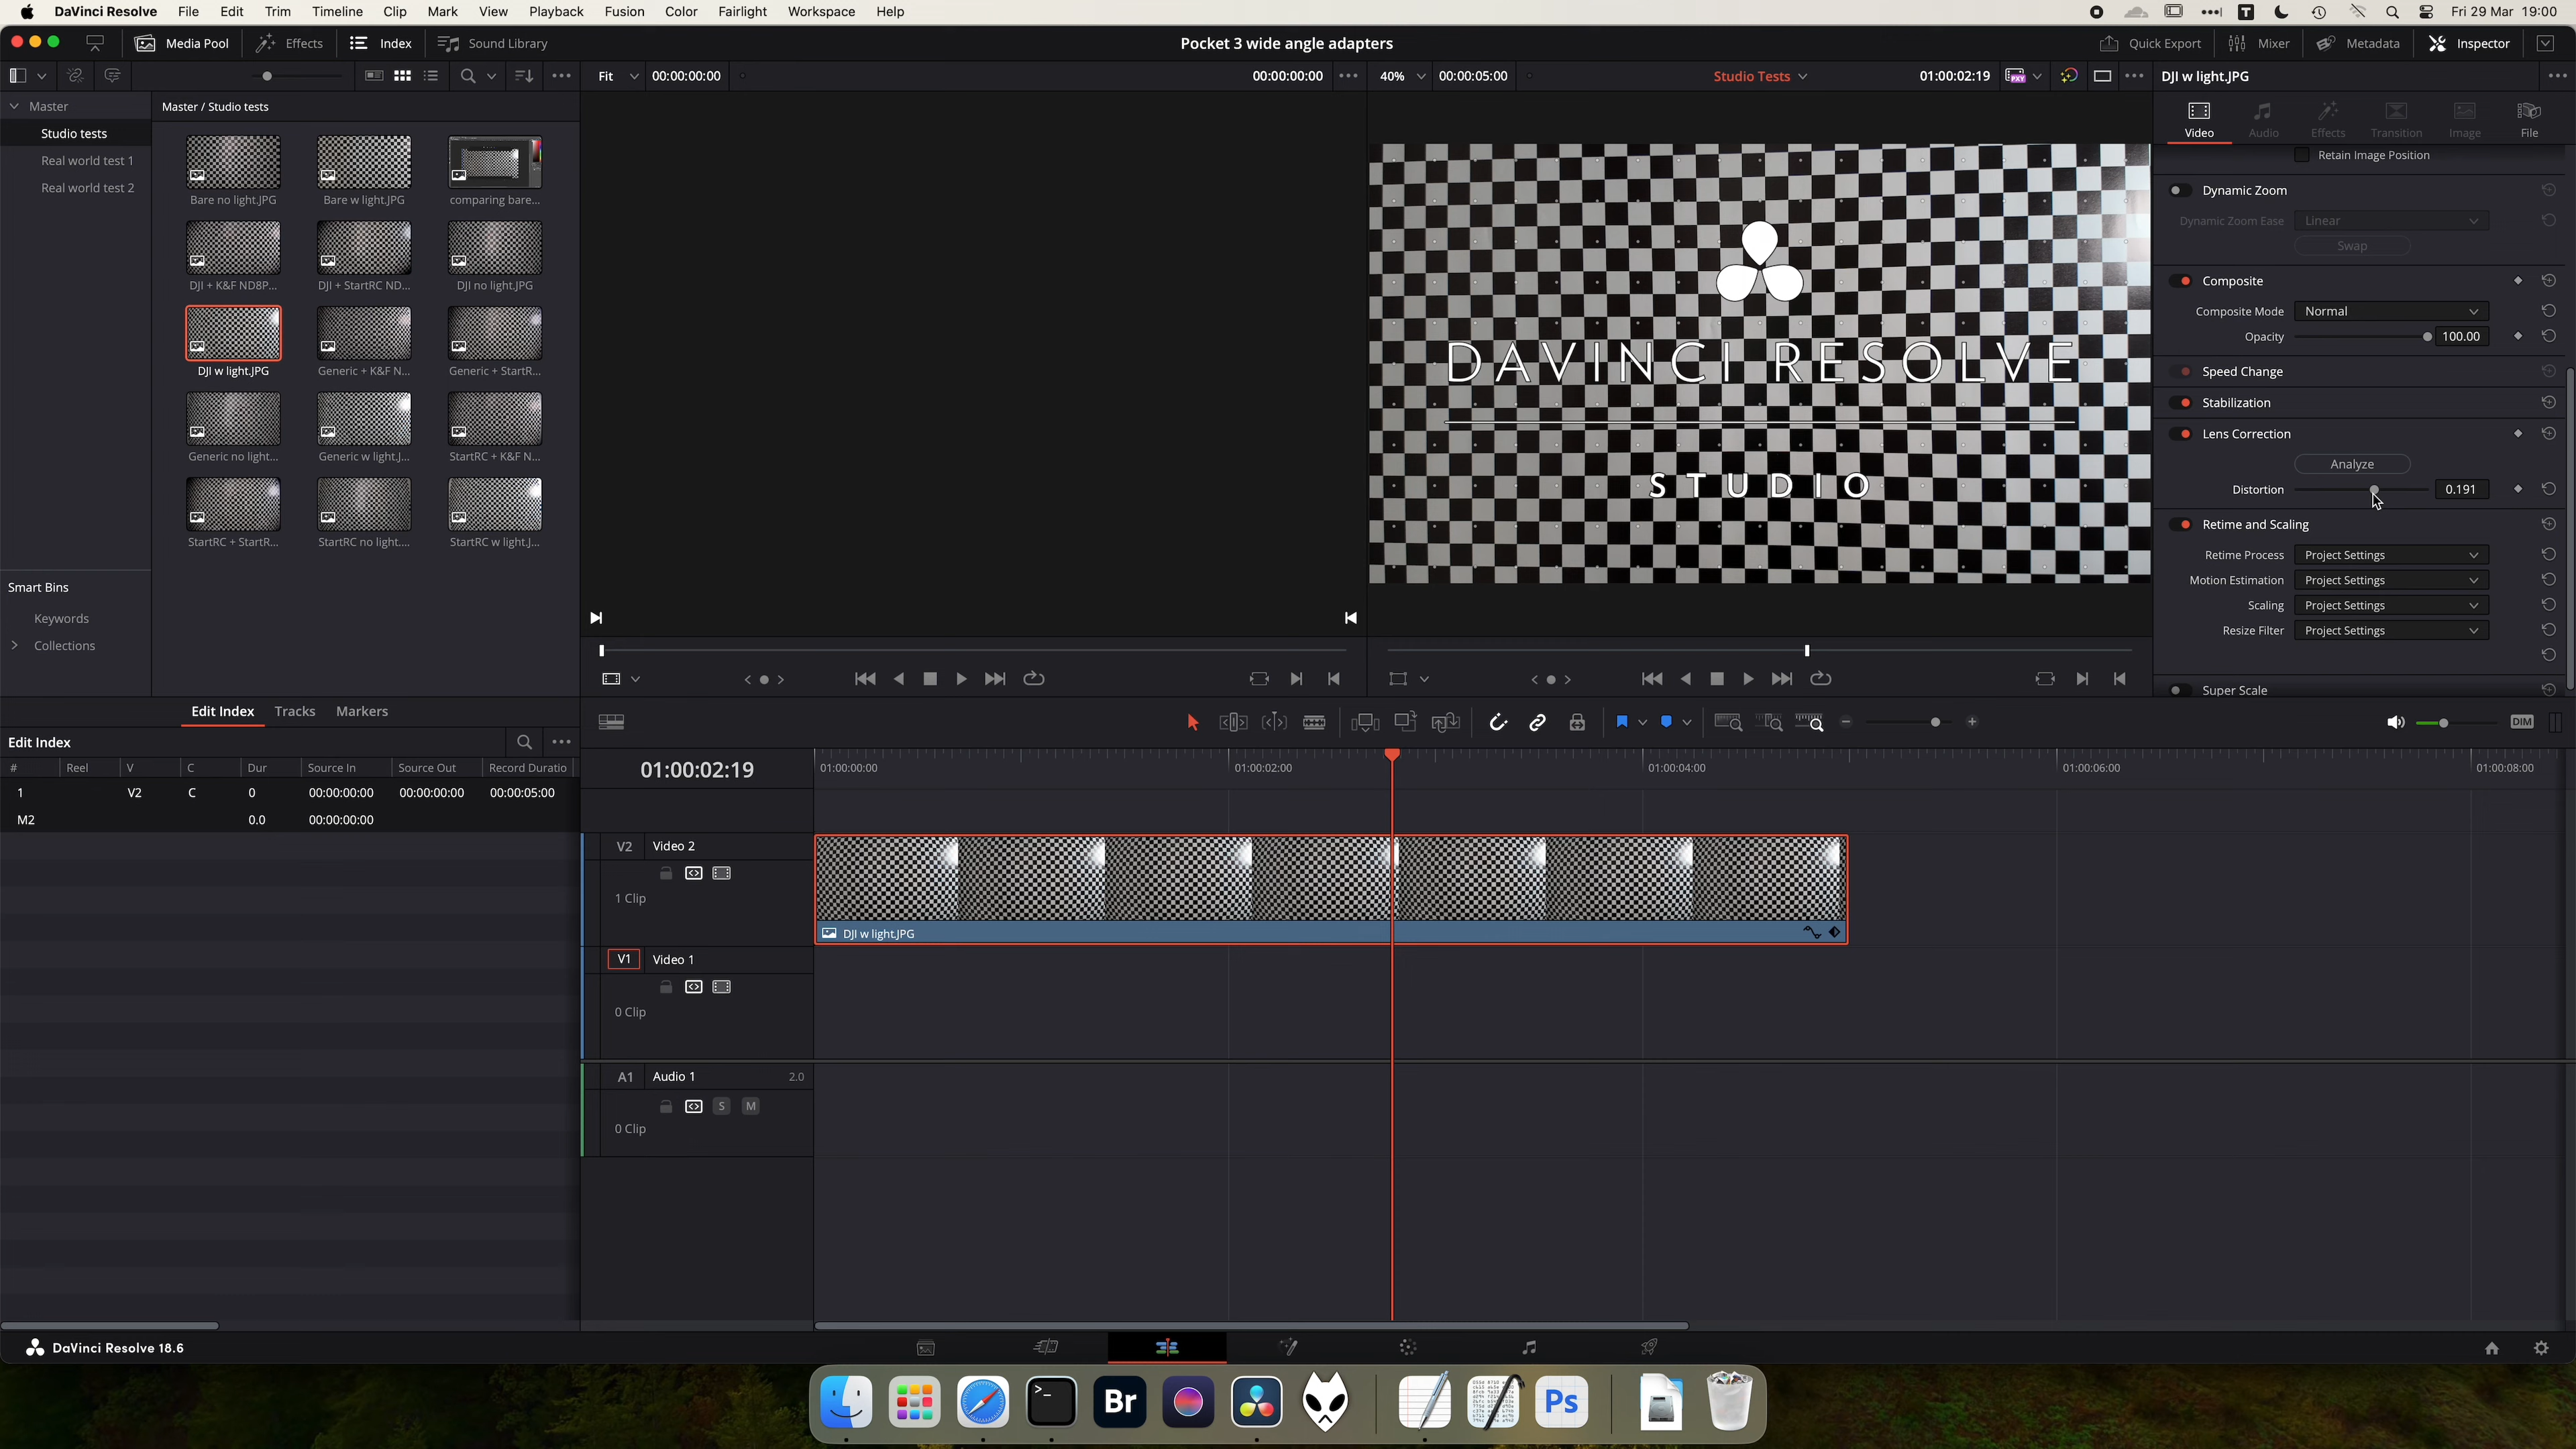 DaVinci Resolve File Edit Trim Timeline Clip Mark View Playback Fusion Color Fairlight Workspace Help Fri 29 Mar 19:00
Media Pool Effects Index Sound Library Pocket 3 wide angle adapters Quick Export Mixer Metadata Inspector
Fit 00:00:00:00 00:00:00:00 40% 00:00:05:00 Studio Tests 01:00:02:19 PXY DJI w light.JPG
Master
Studio tests
Real world test 1
Real world test 2
Master / Studio tests
Bare no light.JPG Bare w light.JPG comparing bare...
DJI + K&F ND8P... DJI + StartRC ND... DJI no light.JPG
DJI w light.JPG Generic + K&F N... Generic + StartR...
Generic no light... Generic w light.J... StartRC + K&F N...
StartRC + StartR... StartRC no light.... StartRC w light.J...
Smart Bins
Keywords
Collections
DAVINCI RESOLVE
STUDIO
Video Audio Effects Transition Image File
Retain Image Position
Dynamic Zoom
Dynamic Zoom Ease Linear
Swap
Composite
Composite Mode Normal
Opacity 100.00
Speed Change
Stabilization
Lens Correction
Analyze
Distortion 0.191
Retime and Scaling
Retime Process Project Settings
Motion Estimation Project Settings
Scaling Project Settings
Resize Filter Project Settings
Super Scale
Edit Index Tracks Markers
DIM
Edit Index
# Reel V C Dur Source In Source Out Record Duratio
1 V2 C 0 00:00:00:00 00:00:00:00 00:00:05:00
M2 0.0 00:00:00:00
01:00:02:19 01:00:00:00 01:00:02:00 01:00:04:00 01:00:06:00 01:00:08:00
V2 Video 2
1 Clip
DJI w light.JPG
V1 Video 1
0 Clip
A1 Audio 1 2.0
S M
0 Clip
DaVinci Resolve 18.6
>_ Br Ps